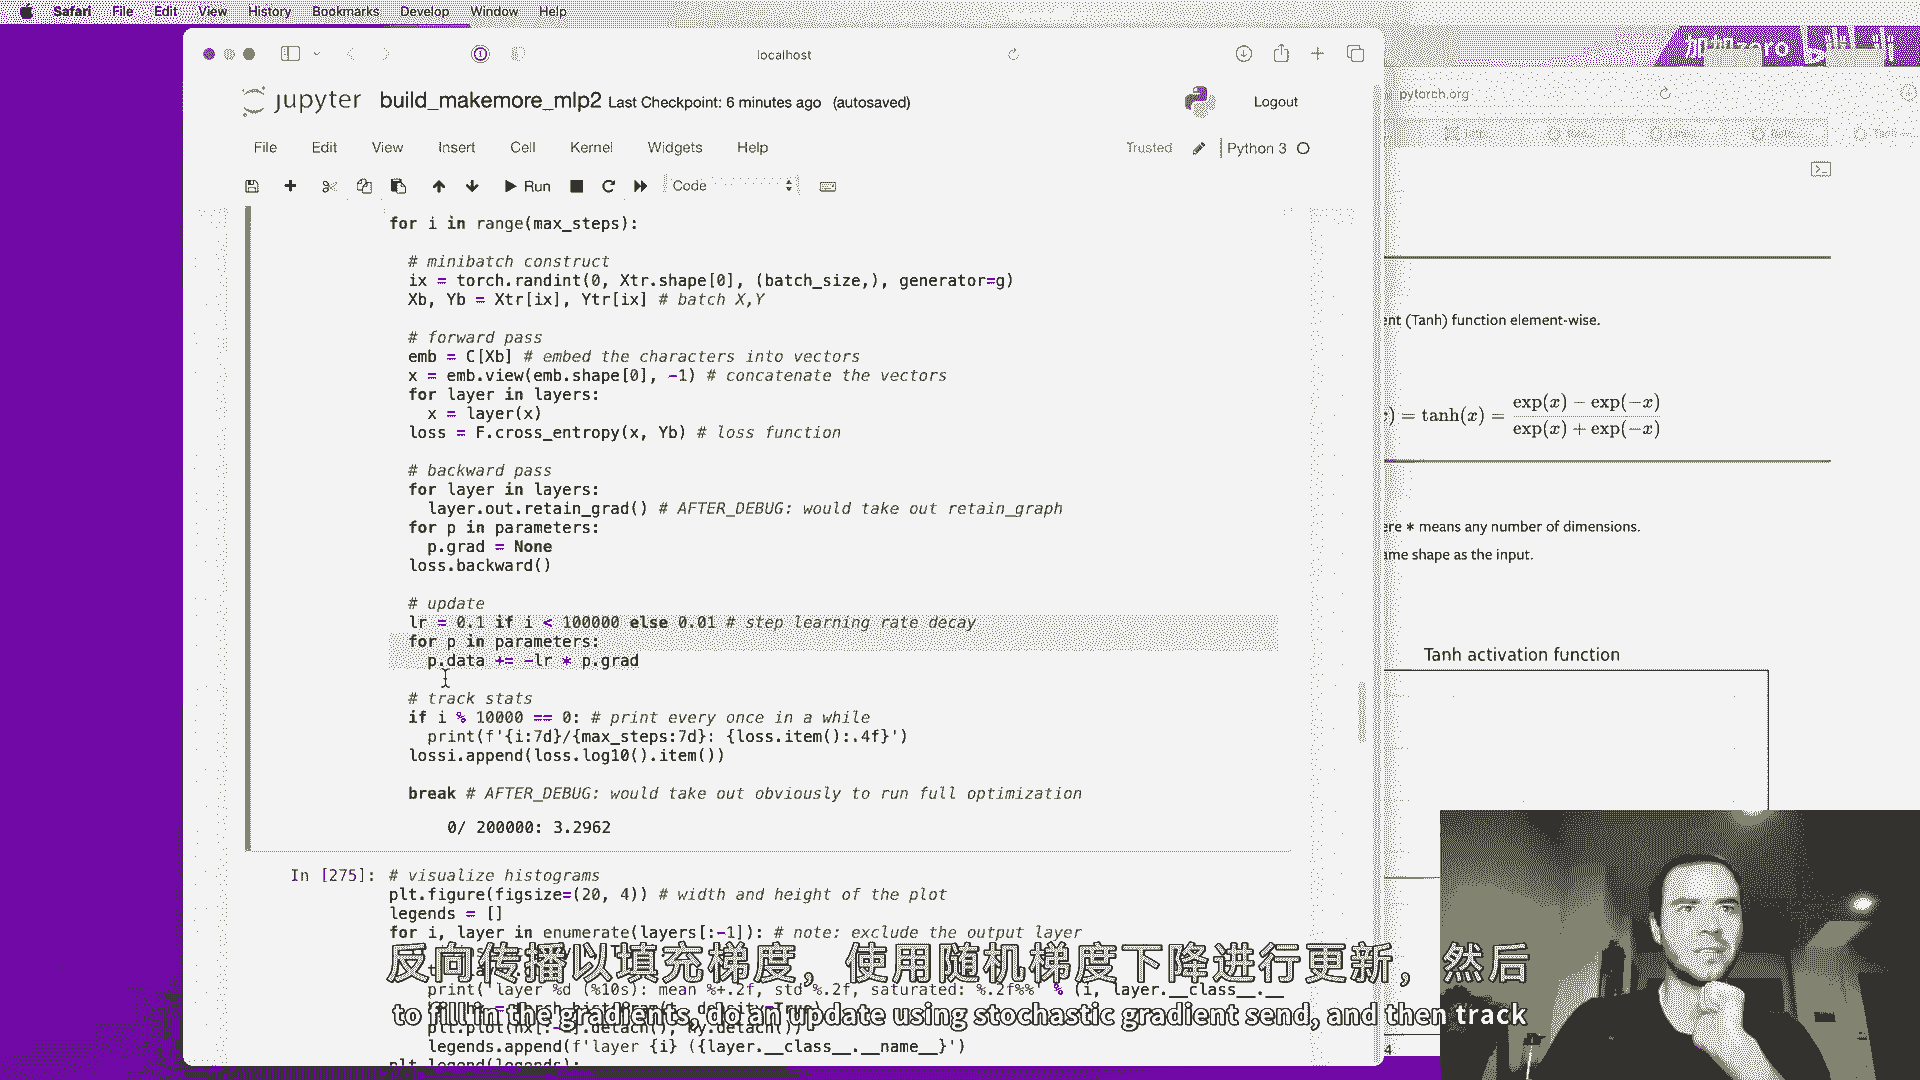 Safari File Edit View History Bookmarks Develop Window Help
加加zero
localhost
pytorch.org
jupyter build_makemore_mlp2 Last Checkpoint: 6 minutes ago (autosaved)
Logout
File Edit View Insert Cell Kernel Widgets Help
Trusted Python 3
Run Code
for i in range(max_steps):
# minibatch construct
ix = torch.randint(0, Xtr.shape[0], (batch_size,), generator=g)
Xb, Yb = Xtr[ix], Ytr[ix] # batch X,Y
# forward pass
emb = C[Xb] # embed the characters into vectors
x = emb.view(emb.shape[0], -1) # concatenate the vectors
for layer in layers:
x = layer(x)
loss = F.cross_entropy(x, Yb) # loss function
# backward pass
for layer in layers:
layer.out.retain_grad() # AFTER_DEBUG: would take out retain_graph
for p in parameters:
p.grad = None
loss.backward()
# update
lr = 0.1 if i < 100000 else 0.01 # step learning rate decay
for p in parameters:
p.data += -lr * p.grad
# track stats
if i % 10000 == 0: # print every once in a while
print(f'{i:7d}/{max_steps:7d}: {loss.item():.4f}')
lossi.append(loss.log10().item())
break # AFTER_DEBUG: would take out obviously to run full optimization
0/ 200000: 3.2962
In [275]: # visualize histograms
plt.figure(figsize=(20, 4)) # width and height of the plot
legends = []
for i, layer in enumerate(layers[:-1]): # note: exclude the output layer
print('layer %d (%10s): mean %+.2f, std %.2f, saturated: %.2f%%' % (i, layer.__class__.__
legends.append(f'layer {i} ({layer.__class__.__name__}')
ent (Tanh) function element-wise.
) = tanh(x) = exp(x) − exp(−x) / exp(x) + exp(−x)
ere * means any number of dimensions.
ame shape as the input.
Tanh activation function
反向传播以填充梯度，使用随机梯度下降进行更新，然后
to fill in the gradients, do an update using stochastic gradient send, and then track